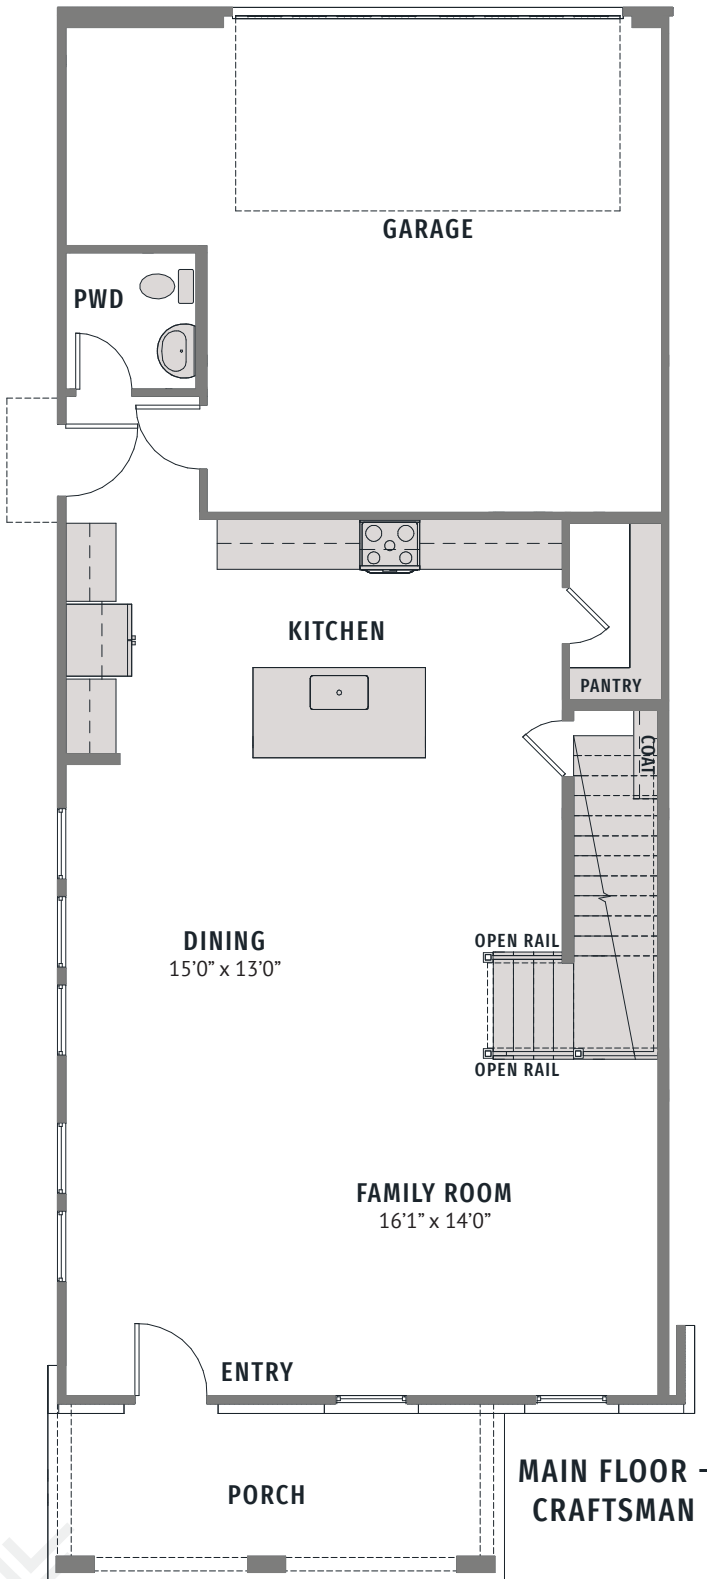 GARAGE
PWD
KITCHEN
PANTRY
COAT
DINING
15'0" x 13'0"
OPEN RAIL
OPEN RAIL
FAMILY ROOM
16'1" x 14'0"
ENTRY
PORCH
MAIN FLOOR -
CRAFTSMAN